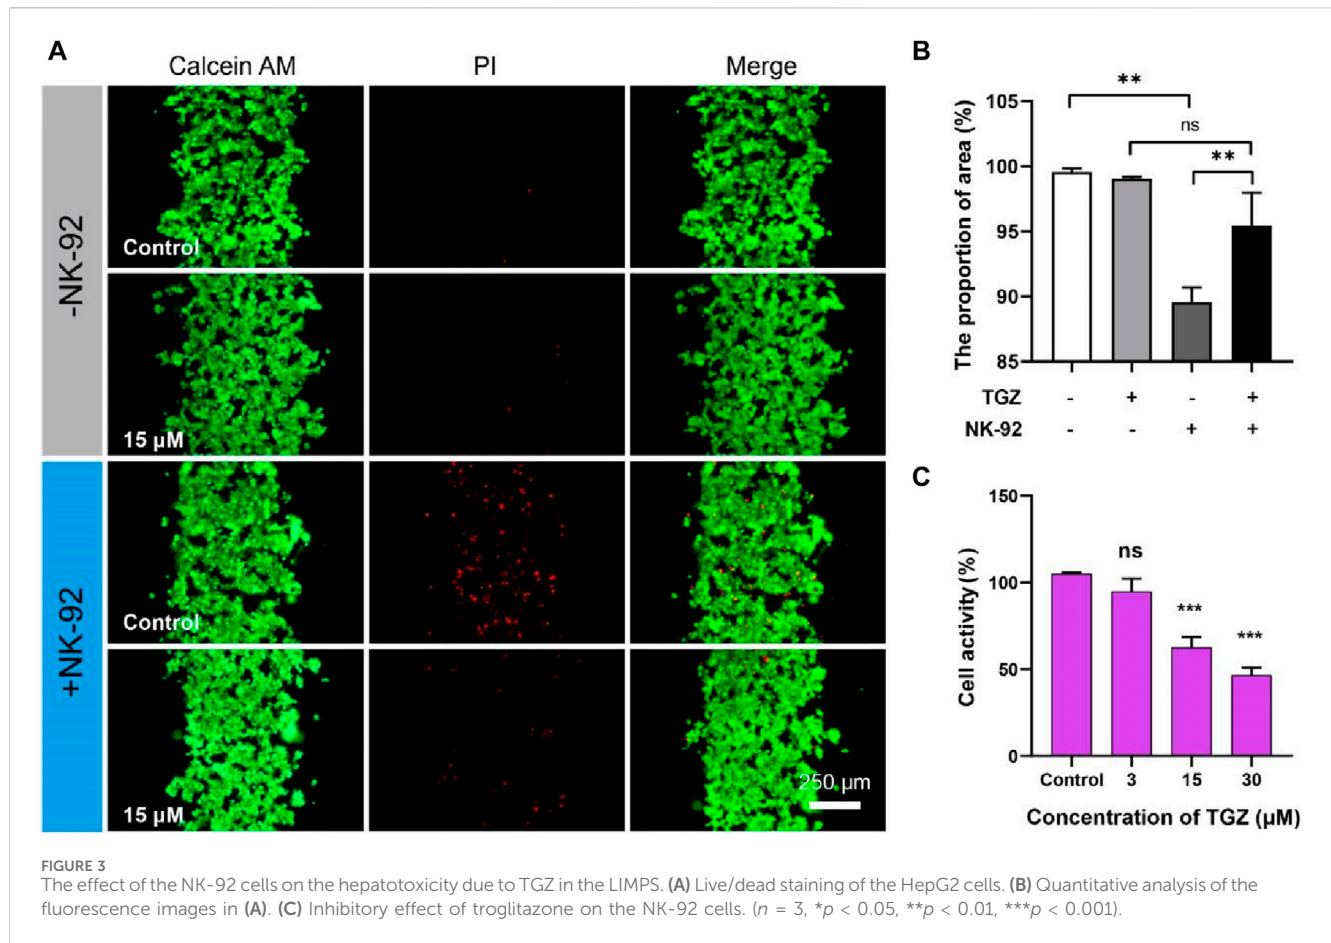 A
Calcein AM
PI
Merge
-NK-92
Control
15 µM
+NK-92
Control
15 µM
250 µm
B
The proportion of area (%)
105
100
95
90
85
**
ns
**
TGZ - + - +
NK-92 - - + +
C
Cell activity (%)
150
100
50
0
ns
***
***
Control 3 15 30
Concentration of TGZ (µM)
FIGURE 3
The effect of the NK-92 cells on the hepatotoxicity due to TGZ in the LIMPS. (A) Live/dead staining of the HepG2 cells. (B) Quantitative analysis of the
fluorescence images in (A). (C) Inhibitory effect of troglitazone on the NK-92 cells. (n = 3, *p < 0.05, **p < 0.01, ***p < 0.001).